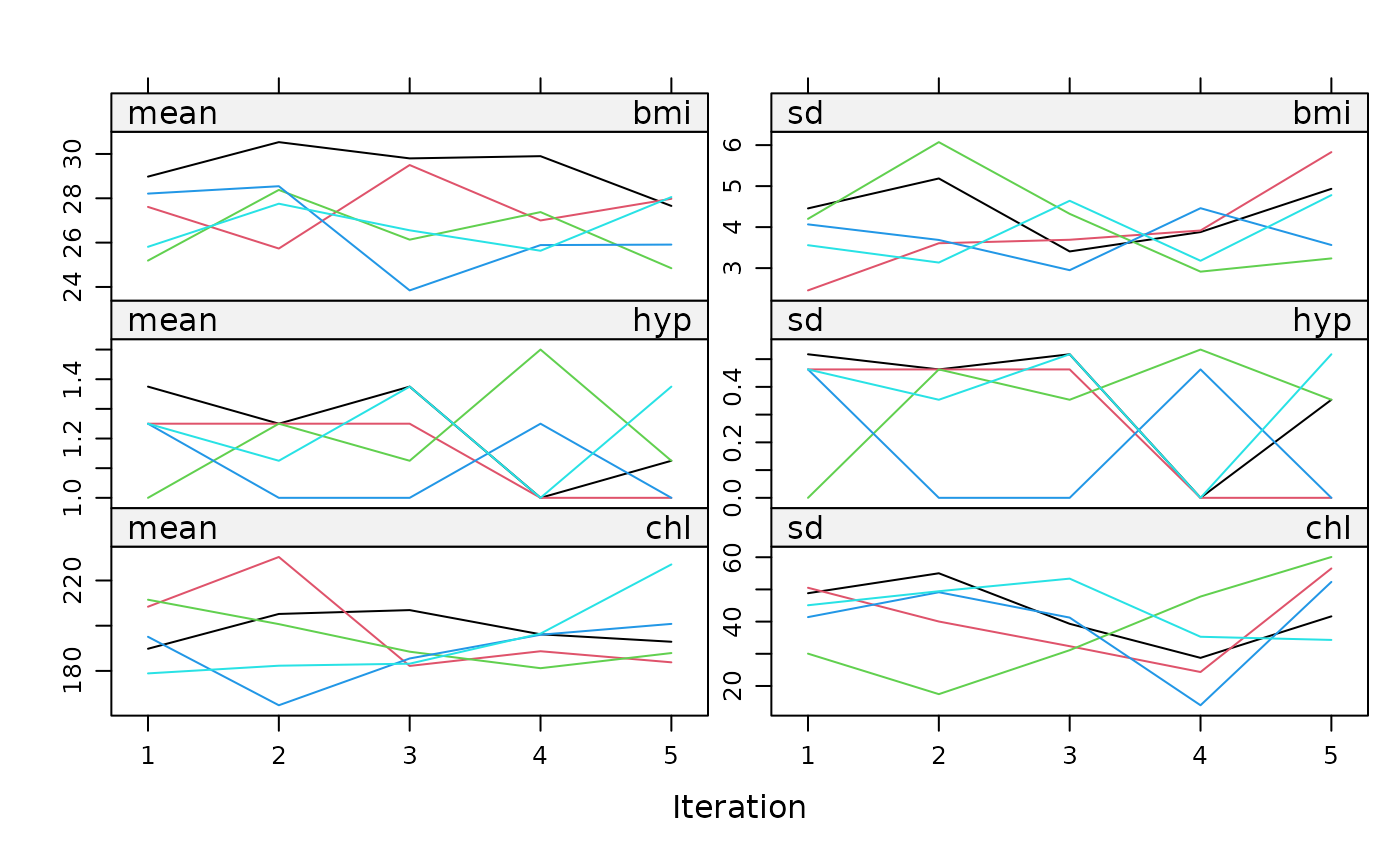 mean bmi sd bmi
30 28 26 24
6 5 4 3
mean hyp sd hyp
1.4 1.2 1.0
0.4 0.2 0.0
mean chl sd chl
220 180
60 40 20
1 2 3 4 5 1 2 3 4 5
Iteration